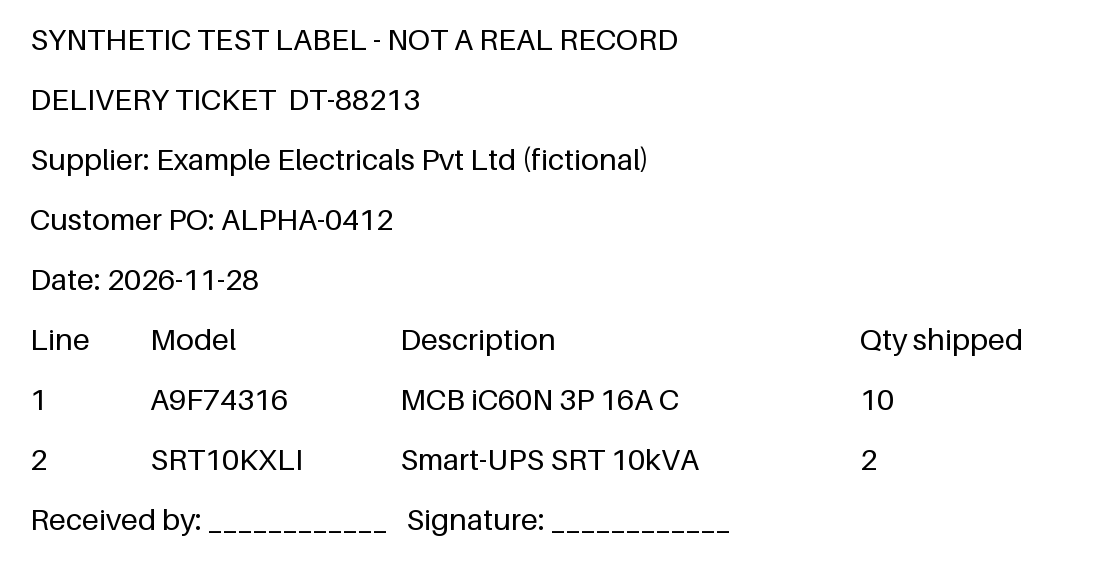 SYNTHETIC TEST LABEL - NOT A REAL RECORD
DELIVERY TICKET  DT-88213
Supplier: Example Electricals Pvt Ltd (fictional)
Customer PO: ALPHA-0412
Date: 2026-11-28
Line Model Description Qty shipped
1 A9F74316 MCB iC60N 3P 16A C 10
2 SRT10KXLI Smart-UPS SRT 10kVA 2
Received by: ____________ Signature: ____________